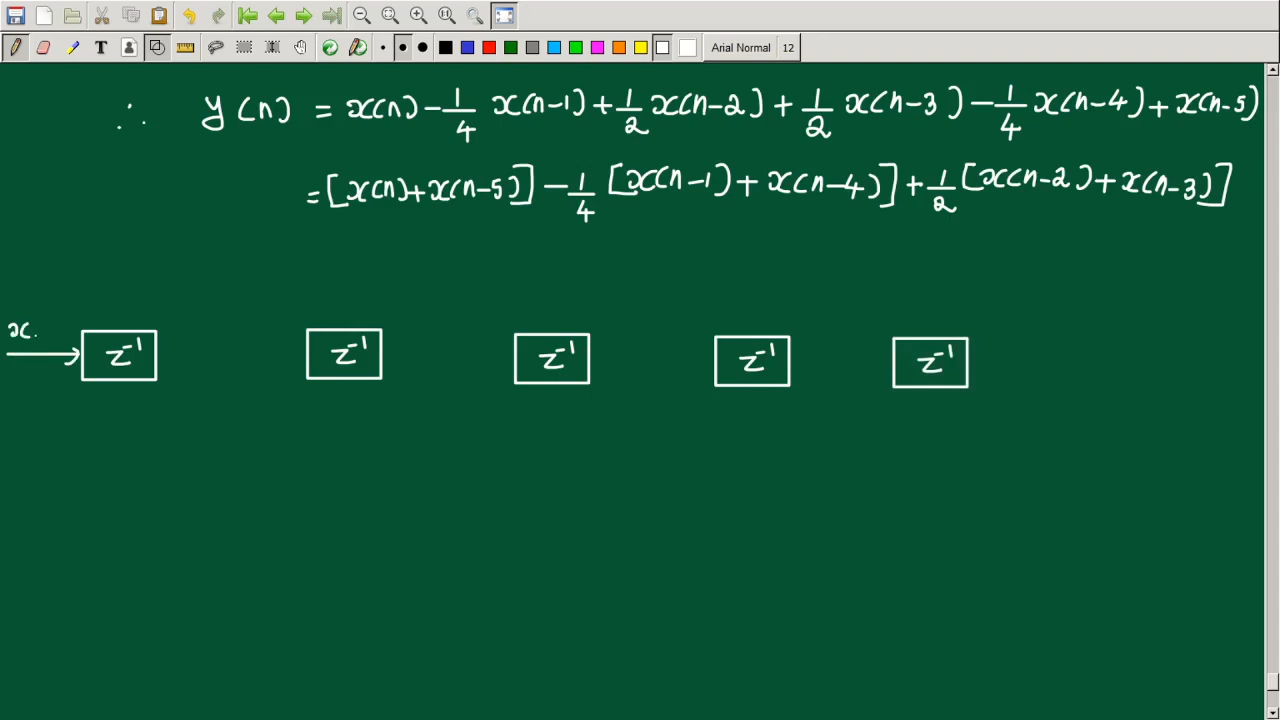 Arial Normal 12
∴ y(n) = x(n) - 1/4 x(n-1) + 1/2 x(n-2) + 1/2 x(n-3) - 1/4 x(n-4) + x(n-5)
= [x(n) + x(n-5)] - 1/4 [x(n-1) + x(n-4)] + 1/2 [x(n-2) + x(n-3)]
x. z⁻¹ z⁻¹ z⁻¹ z⁻¹ z⁻¹